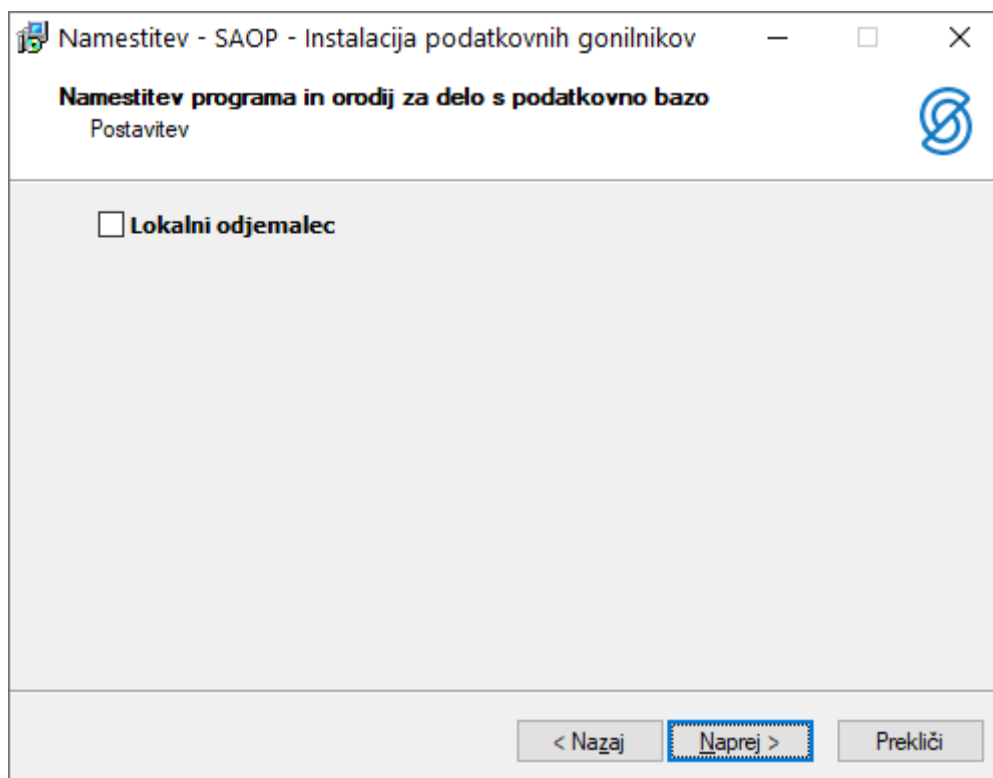 Namestitev - SAOP - Instalacija podatkovnih gonilnikov
Namestitev programa in orodij za delo s podatkovno bazo
Postavitev
Lokalni odjemalec
< Nazaj
Naprej >
Prekliči